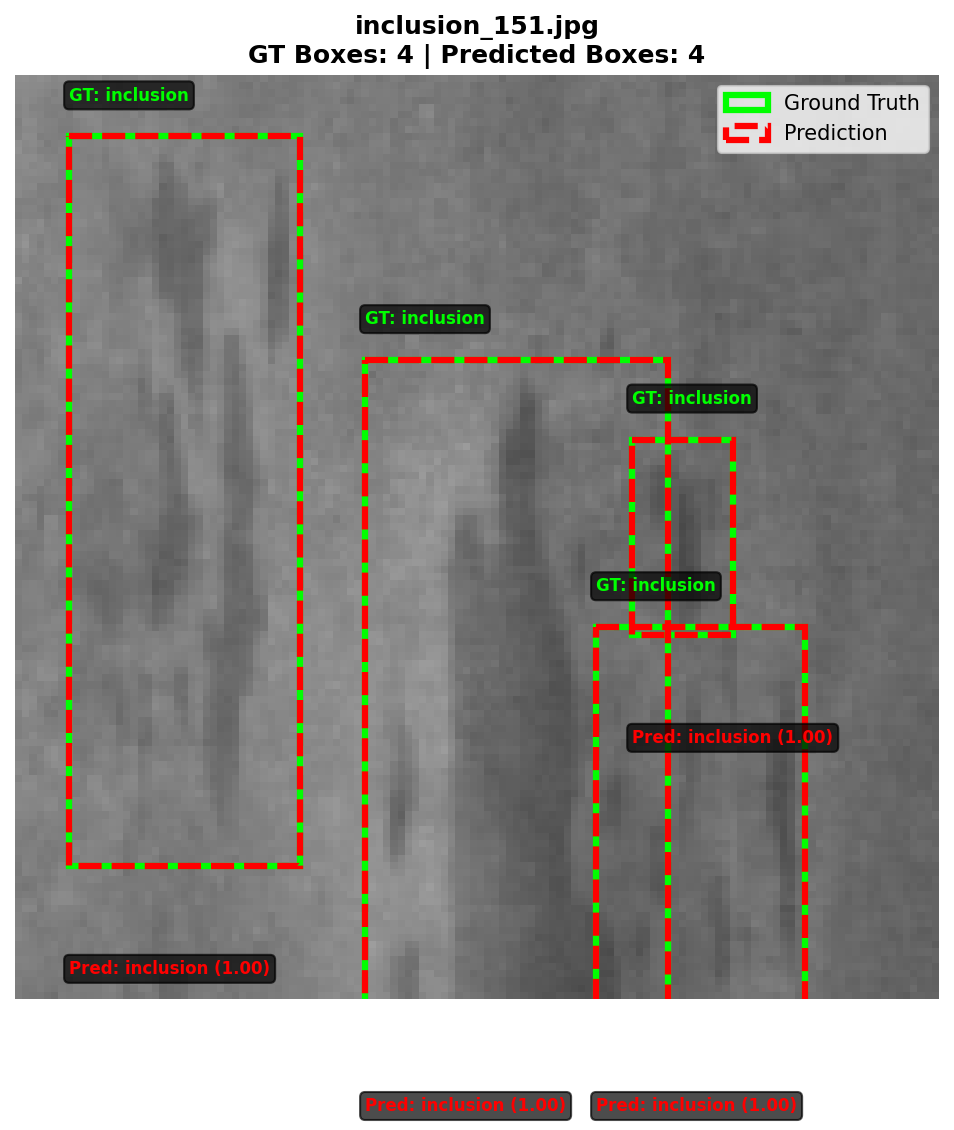 inclusion_151.jpg
GT Boxes: 4 | Predicted Boxes: 4
GT: inclusion
Ground Truth
Prediction
GT: inclusion
GT: inclusion
GT: inclusion
Pred: inclusion (1.00)
Pred: inclusion (1.00)
Pred: inclusion (1.00)
Pred: inclusion (1.00)